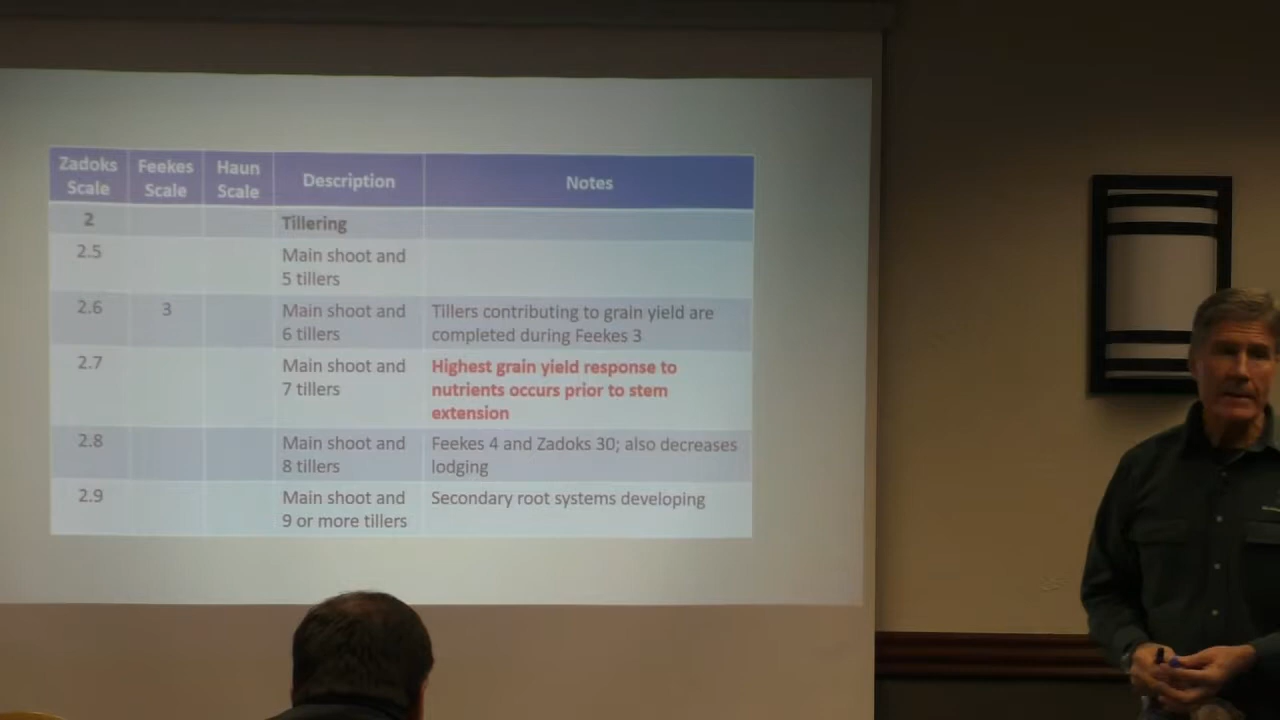 Zadoks Scale Feekes Scale Haun Scale Description Notes
2 Tillering
2.5 Main shoot and
5 tillers
2.6 3 Main shoot and Tillers contributing to grain yield are
6 tillers completed during Feekes 3
2.7 Main shoot and Highest grain yield response to
7 tillers nutrients occurs prior to stem
extension
2.8 Main shoot and Feekes 4 and Zadoks 30; also decreases
8 tillers lodging
2.9 Main shoot and Secondary root systems developing
9 or more tillers